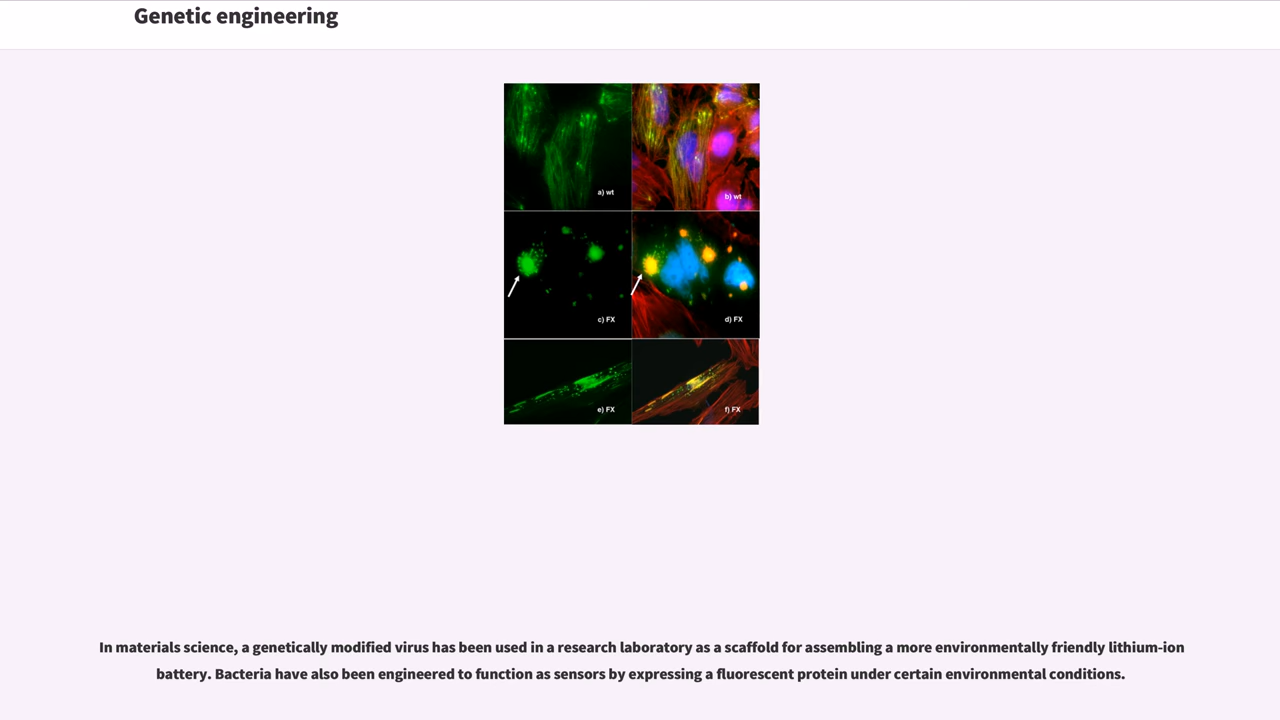 Genetic engineering
a) wt
b) wt
c) FX
d) FX
e) FX
f) FX
In materials science, a genetically modified virus has been used in a research laboratory as a scaffold for assembling a more environmentally friendly lithium-ion
battery. Bacteria have also been engineered to function as sensors by expressing a fluorescent protein under certain environmental conditions.